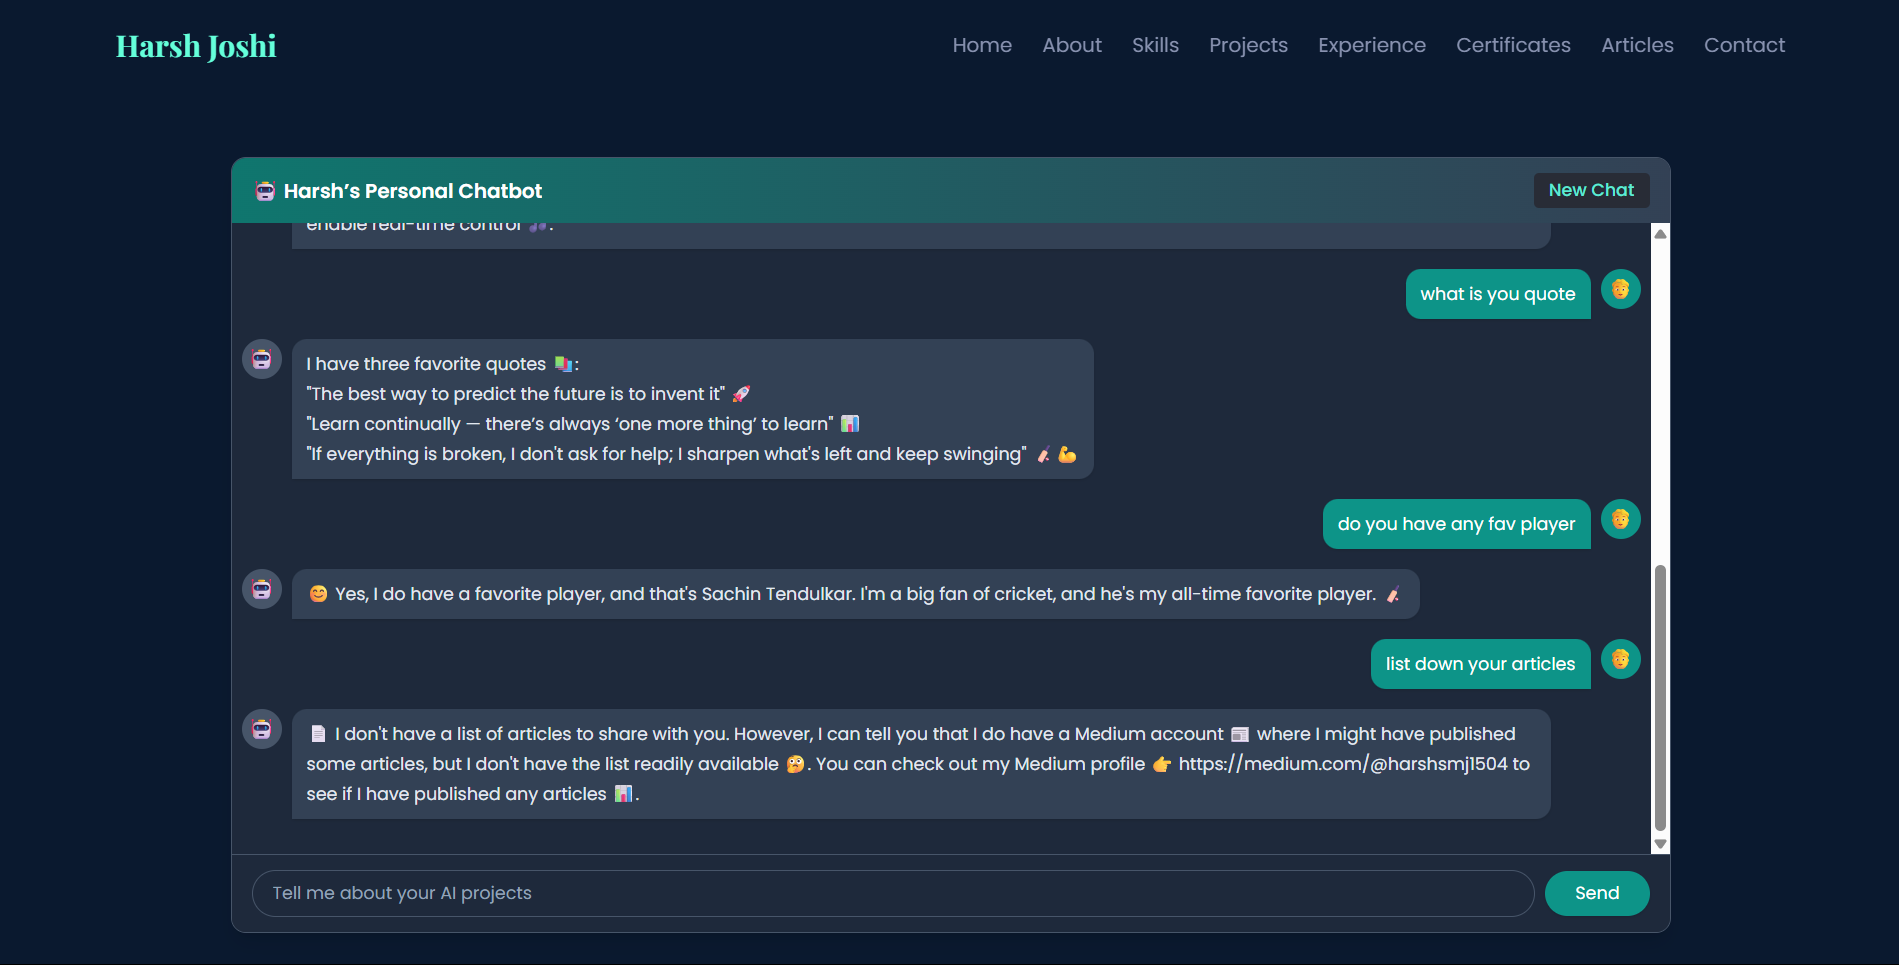 Harsh Joshi
Home About Skills Projects Experience Certificates Articles Contact
Harsh's Personal Chatbot
New Chat
enable real-time control .
what is you quote
I have three favorite quotes :
"The best way to predict the future is to invent it"
"Learn continually — there's always ‘one more thing’ to learn"
"If everything is broken, I don't ask for help; I sharpen what's left and keep swinging"
do you have any fav player
Yes, I do have a favorite player, and that's Sachin Tendulkar. I'm a big fan of cricket, and he's my all-time favorite player.
list down your articles
I don't have a list of articles to share with you. However, I can tell you that I do have a Medium account where I might have published
some articles, but I don't have the list readily available . You can check out my Medium profile https://medium.com/@harshsmj1504 to
see if I have published any articles .
Tell me about your AI projects
Send